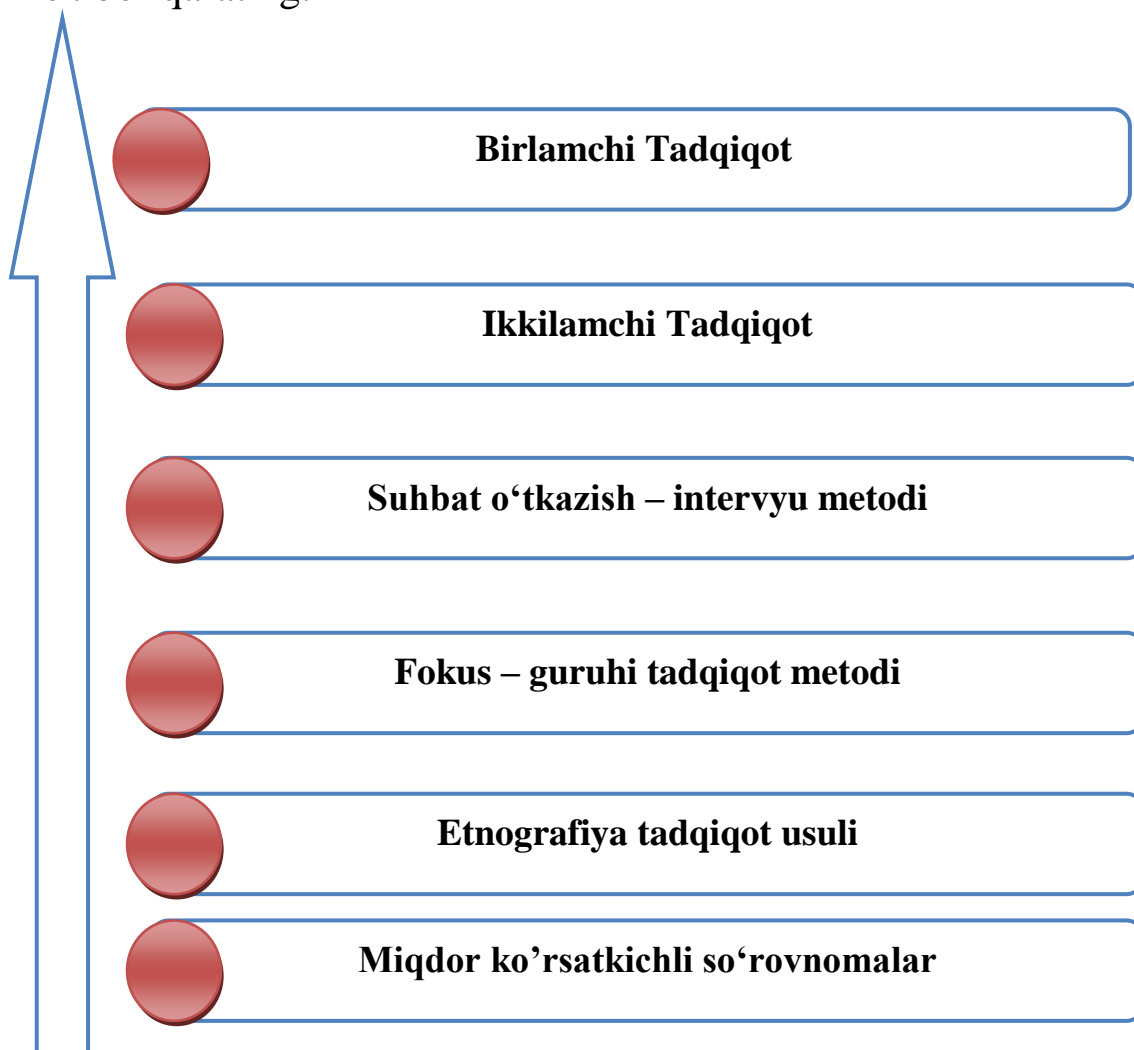 Birlamchi Tadqiqot
Ikkilamchi Tadqiqot
Suhbat o‘tkazish – intervyu metodi
Fokus – guruhi tadqiqot metodi
Etnografiya tadqiqot usuli
Miqdor ko’rsatkichli so‘rovnomalar